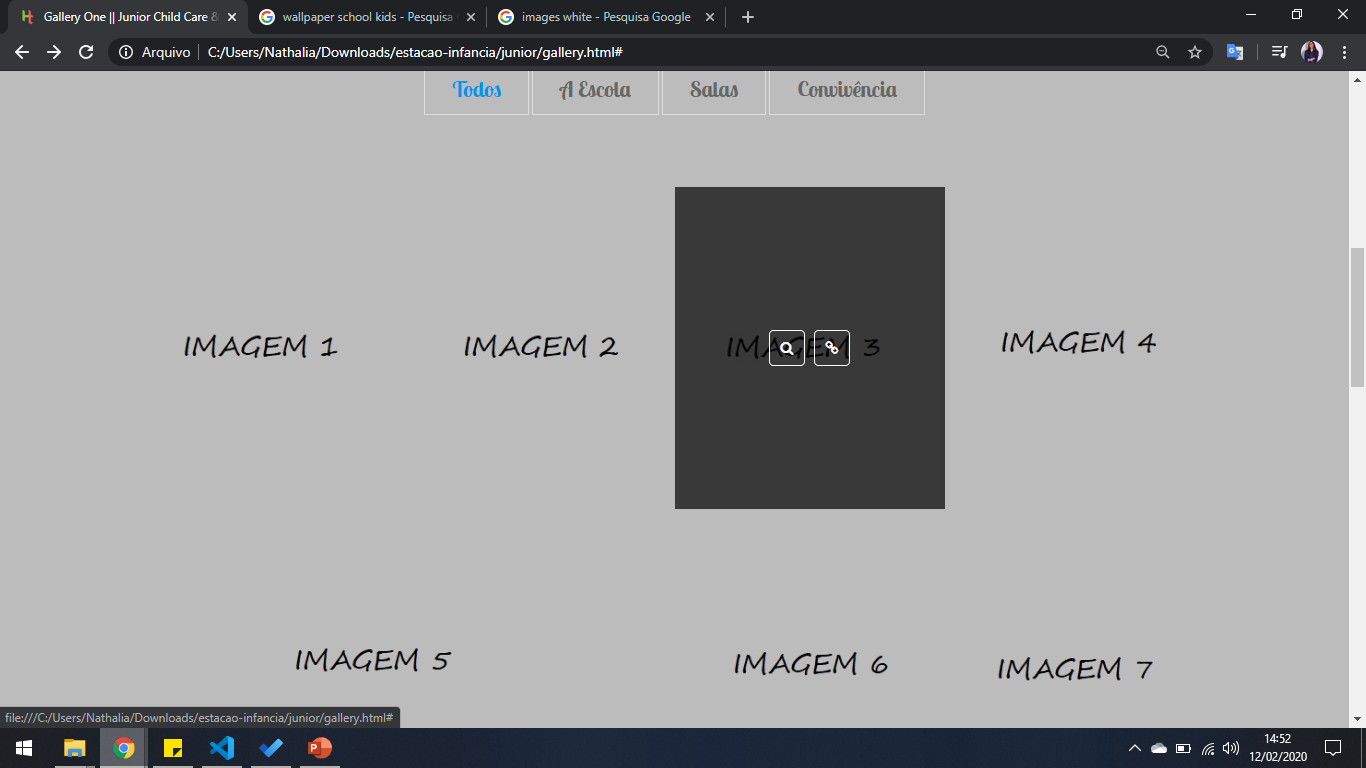 Gallery One || Junior Child Care &
wallpaper school kids - Pesquisa
images white - Pesquisa Google
Arquivo
C:/Users/Nathalia/Downloads/estacao-infancia/junior/gallery.html#
Todos
A Escola
Salas
Convivência
IMAGEM 1
IMAGEM 2
IMAGEM 3
IMAGEM 4
IMAGEM 5
IMAGEM 6
IMAGEM 7
file:///C:/Users/Nathalia/Downloads/estacao-infancia/junior/gallery.html#
14:52
12/02/2020